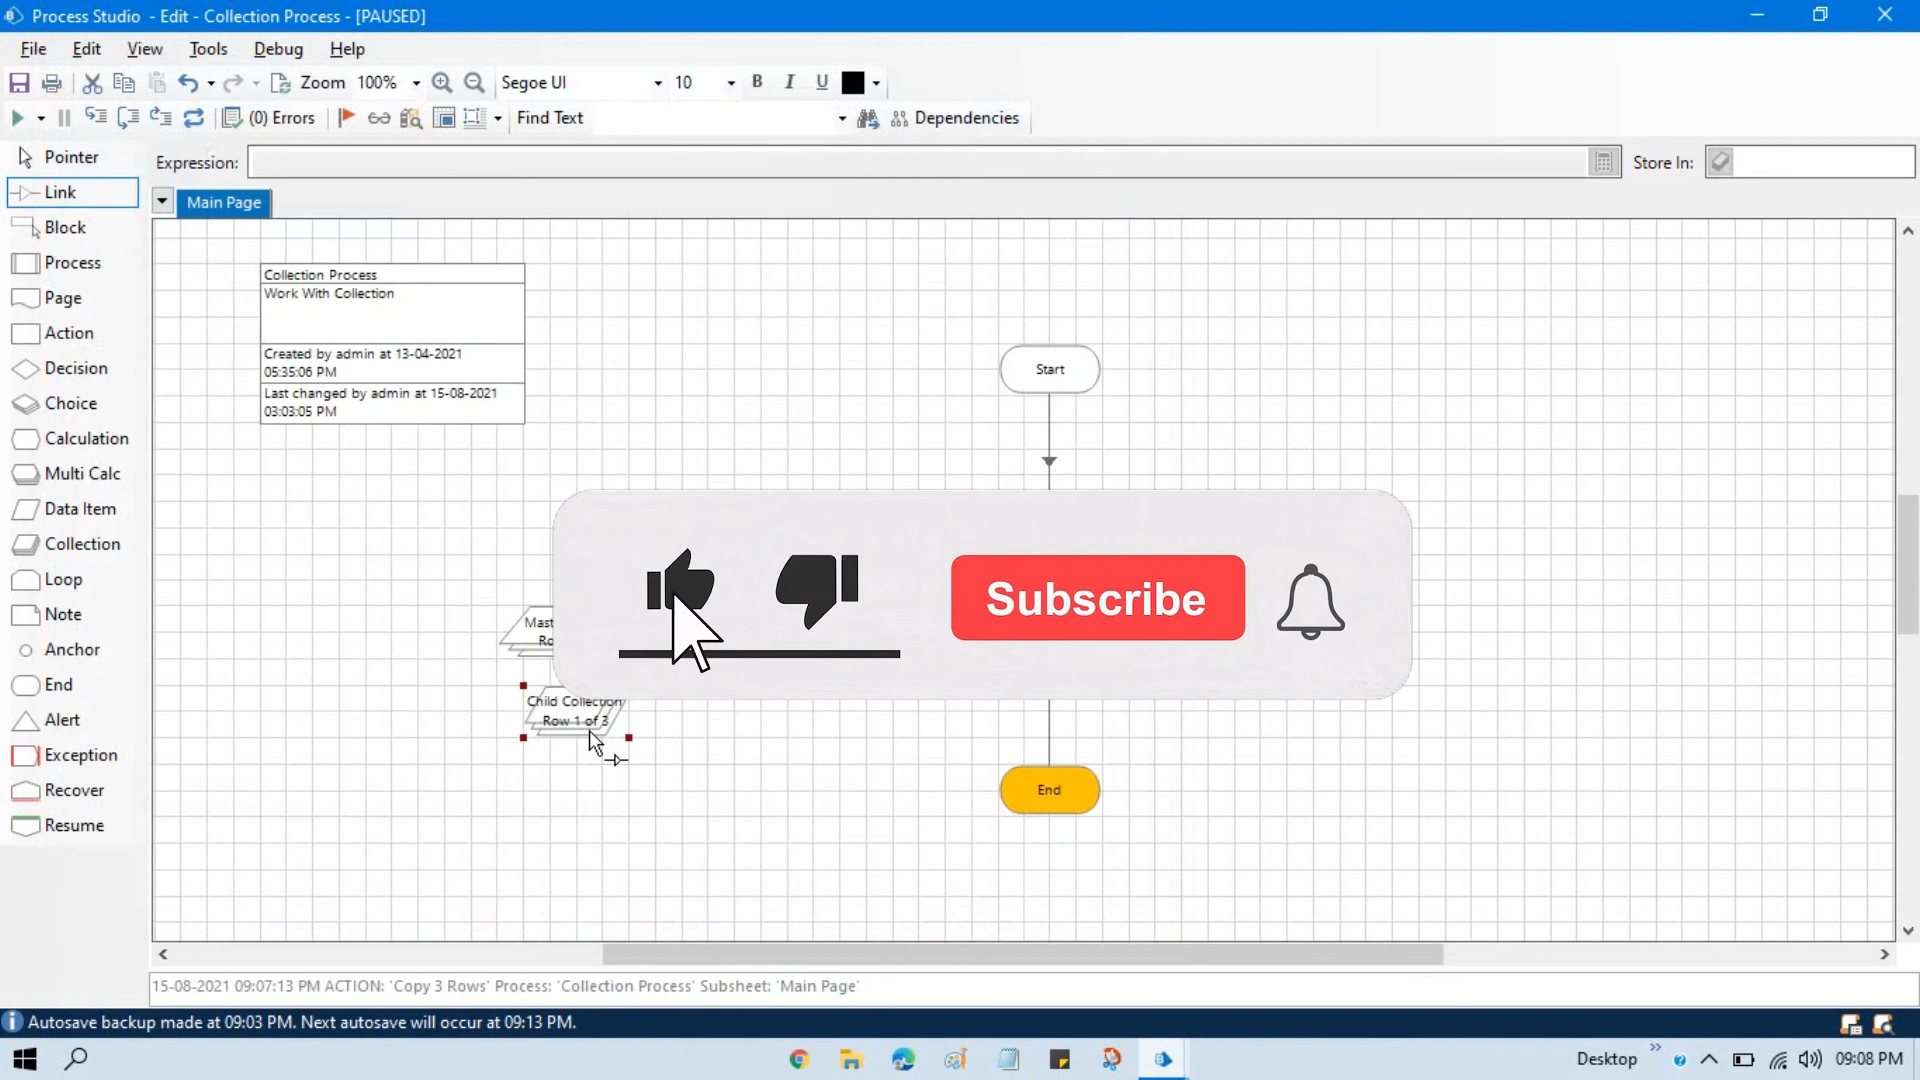 Process Studio - Edit - Collection Process - [PAUSED]
File Edit View Tools Debug Help
Zoom 100% Segoe UI 10 B I U
(0) Errors Find Text Dependencies
Pointer
Link
Block
Process
Page
Action
Decision
Choice
Calculation
Multi Calc
Data Item
Collection
Loop
Note
Anchor
End
Alert
Exception
Recover
Resume
Expression: Store In:
Main Page
Collection Process
Work With Collection
Created by admin at 13-04-2021
05:35:06 PM
Last changed by admin at 15-08-2021
03:03:05 PM
Start
Subscribe
Child Collection
Row 1 of 3
End
15-08-2021 09:07:13 PM ACTION: 'Copy 3 Rows' Process: 'Collection Process' Subsheet: 'Main Page'
Autosave backup made at 09:03 PM. Next autosave will occur at 09:13 PM.
Desktop 09:08 PM